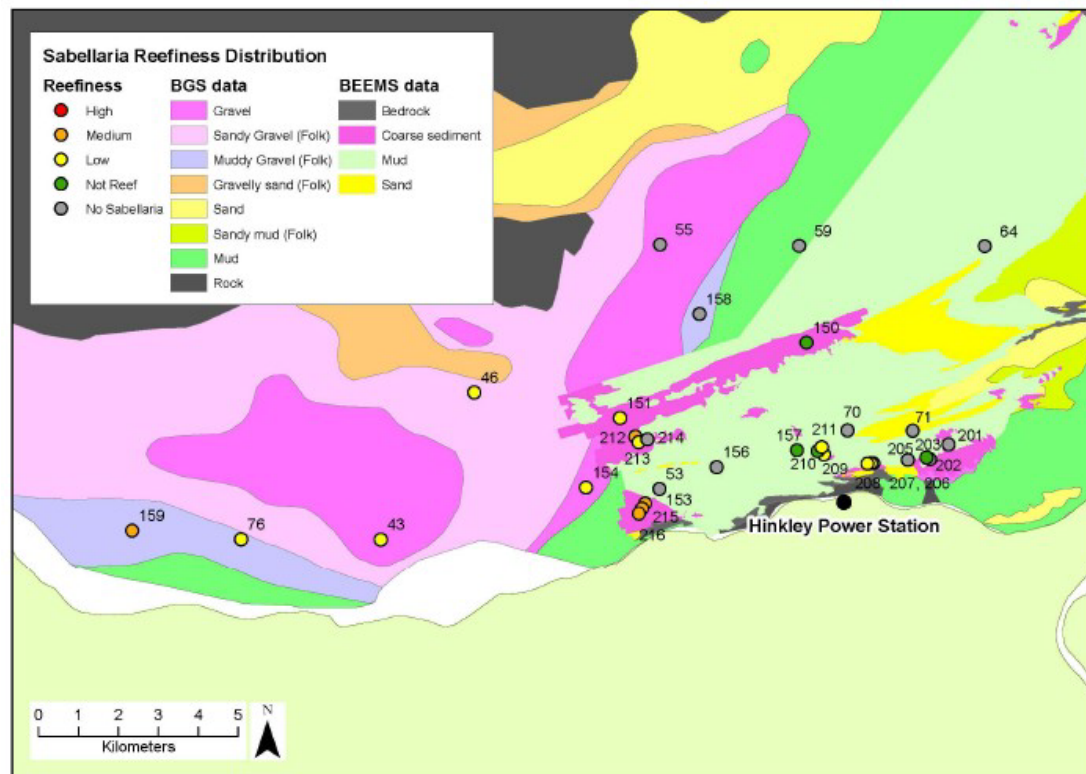 Sabellaria Reefiness Distribution
Reefiness
High
Medium
Low
Not Reef
No Sabellaria
BGS data
Gravel
Sandy Gravel (Folk)
Muddy Gravel (Folk)
Gravelly sand (Folk)
Sand
Sandy mud (Folk)
Mud
Rock
BEEMS data
Bedrock
Coarse sediment
Mud
Sand
55
59
64
158
150
46
151
212
214
213
211
70
71
201
157
210
209
205
203
202
156
154
53
208
207, 206
153
215
216
159
76
43
Hinkley Power Station
0 1 2 3 4 5
Kilometers
N